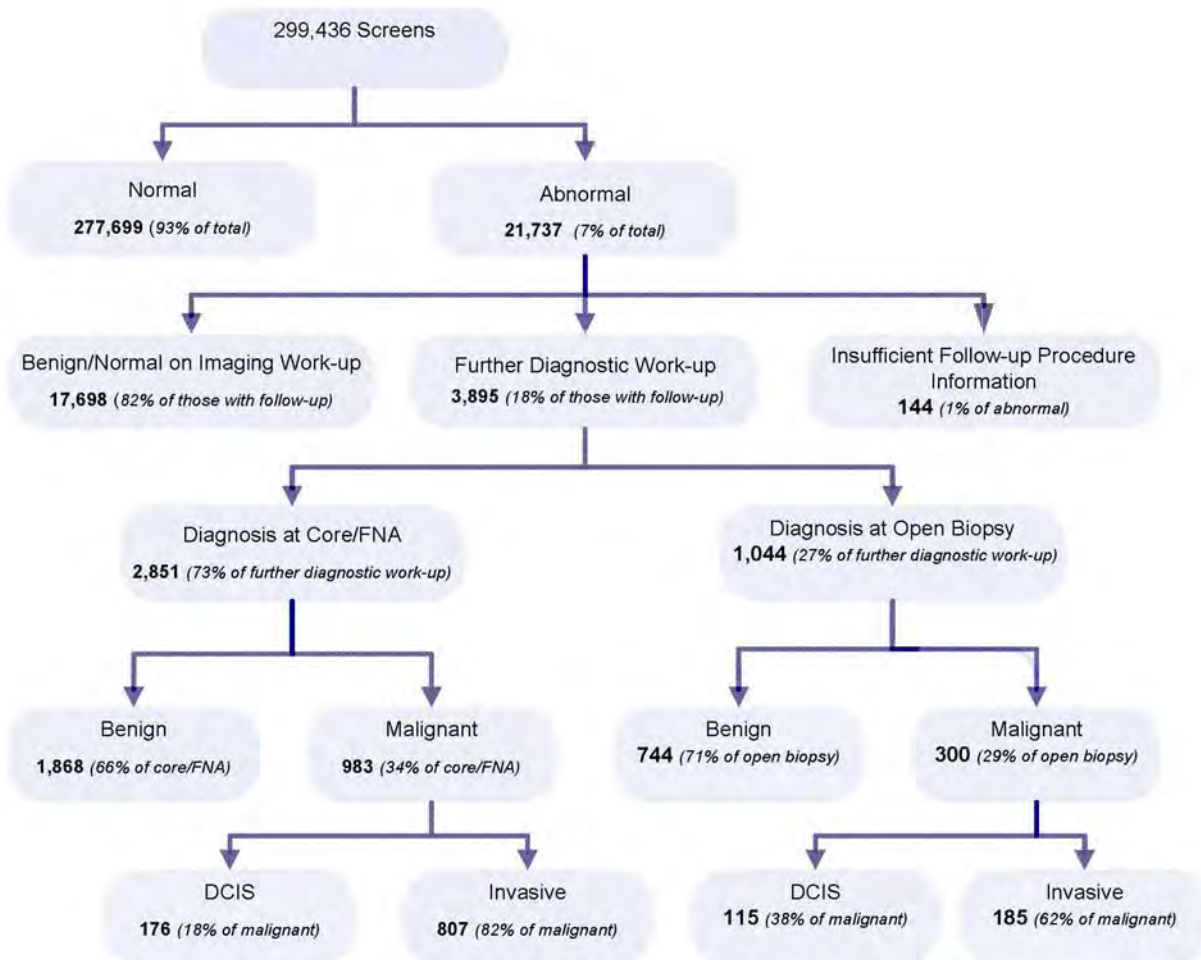 299,436 Screens
Normal
277,699 (93% of total)
Abnormal
21,737 (7% of total)
Benign/Normal on Imaging Work-up
17,698 (82% of those with follow-up)
Further Diagnostic Work-up
3,895 (18% of those with follow-up)
Insufficient Follow-up Procedure
Information
144 (1% of abnormal)
Diagnosis at Core/FNA
2,851 (73% of further diagnostic work-up)
Diagnosis at Open Biopsy
1,044 (27% of further diagnostic work-up)
Benign
1,868 (66% of core/FNA)
Malignant
983 (34% of core/FNA)
Benign
744 (71% of open biopsy)
Malignant
300 (29% of open biopsy)
DCIS
176 (18% of malignant)
Invasive
807 (82% of malignant)
DCIS
115 (38% of malignant)
Invasive
185 (62% of malignant)